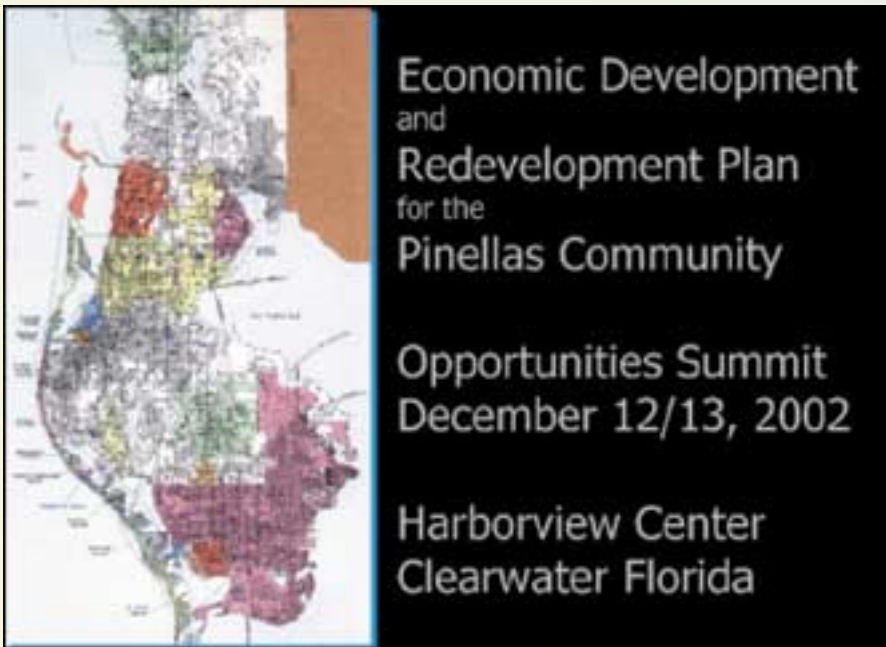 Economic Development
and
Redevelopment Plan
for the
Pinellas Community
Opportunities Summit
December 12/13, 2002
Harborview Center
Clearwater Florida